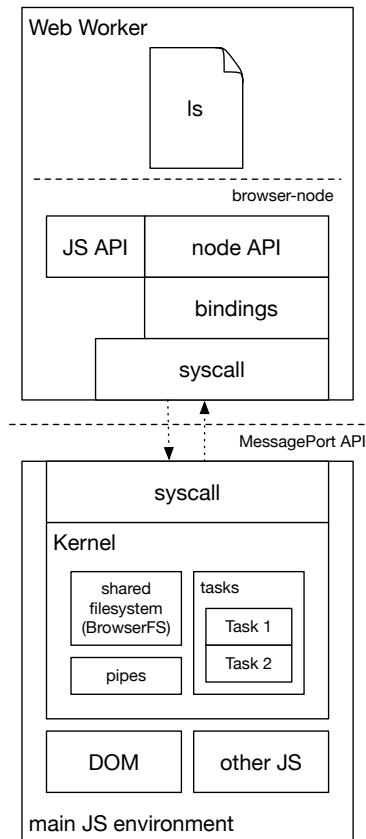 Web Worker
ls
browser-node
JS API
node API
bindings
syscall
MessagePort API
syscall
Kernel
shared
filesystem
(BrowserFS)
tasks
Task 1
Task 2
pipes
DOM
other JS
main JS environment